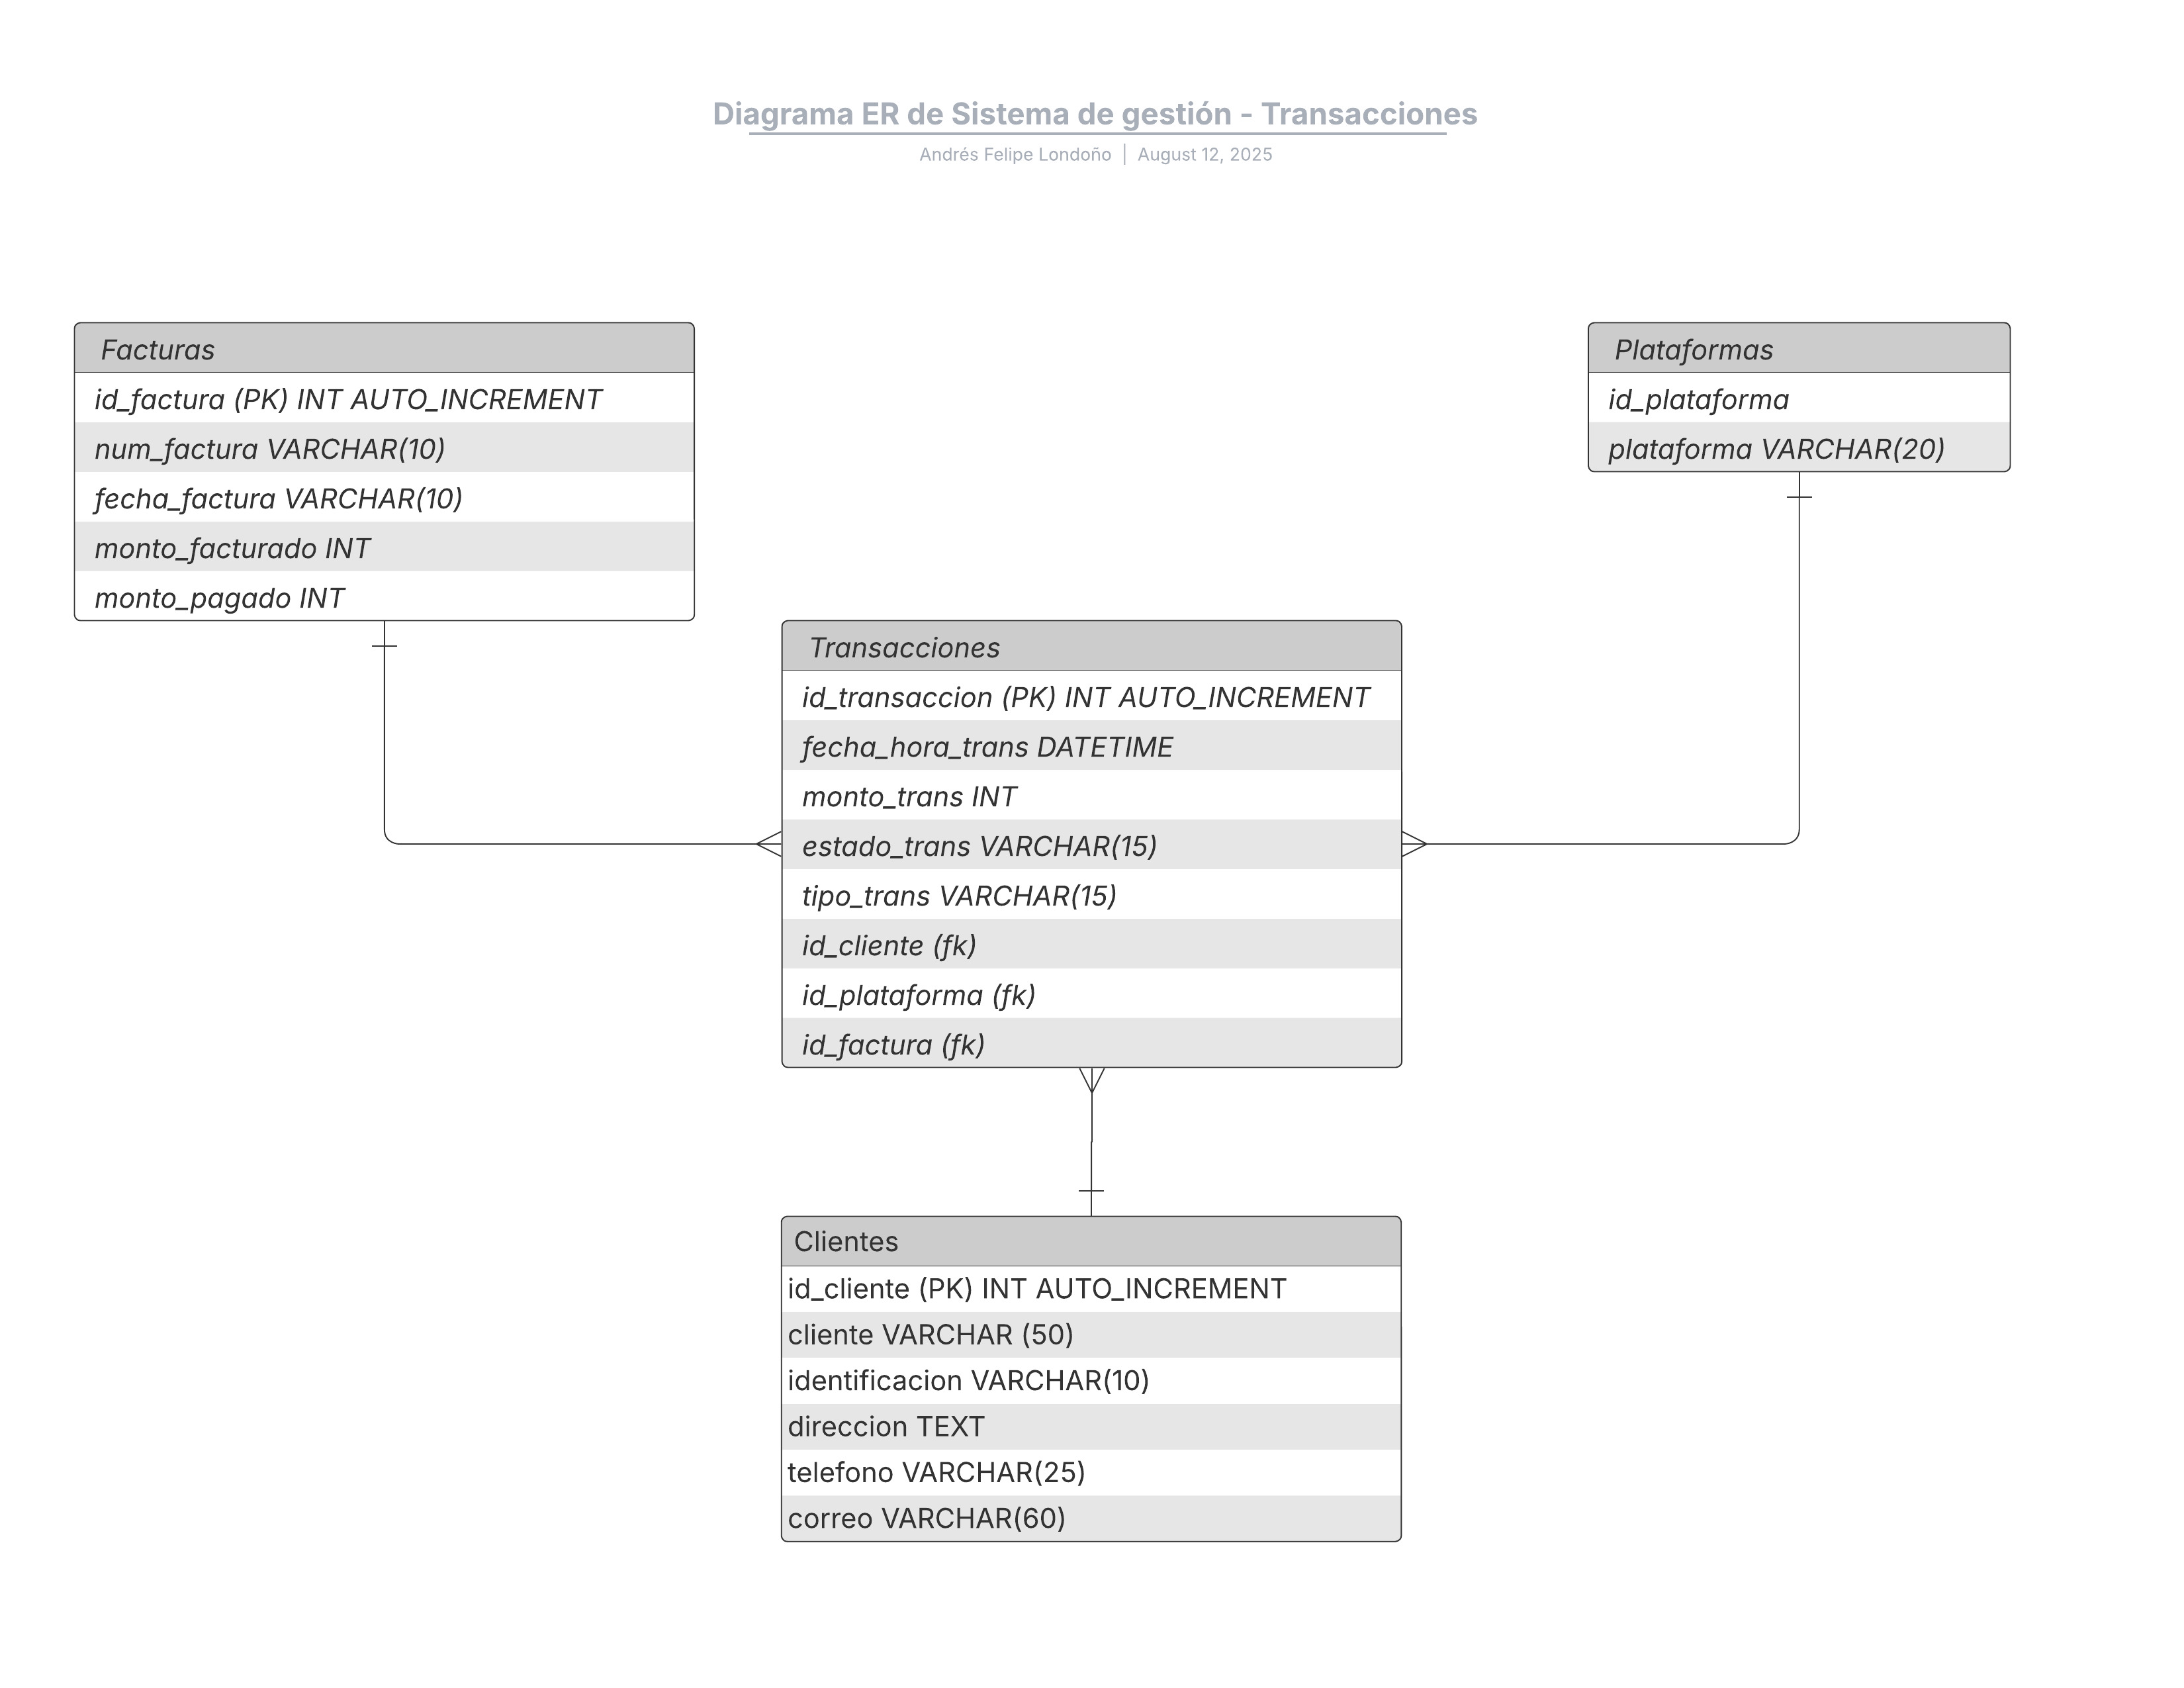 Diagrama ER de Sistema de gestión - Transacciones
Andrés Felipe Londoño | August 12, 2025
Facturas
id_factura (PK) INT AUTO_INCREMENT
num_factura VARCHAR(10)
fecha_factura VARCHAR(10)
monto_facturado INT
monto_pagado INT
Plataformas
id_plataforma
plataforma VARCHAR(20)
Transacciones
id_transaccion (PK) INT AUTO_INCREMENT
fecha_hora_trans DATETIME
monto_trans INT
estado_trans VARCHAR(15)
tipo_trans VARCHAR(15)
id_cliente (fk)
id_plataforma (fk)
id_factura (fk)
Clientes
id_cliente (PK) INT AUTO_INCREMENT
cliente VARCHAR (50)
identificacion VARCHAR(10)
direccion TEXT
telefono VARCHAR(25)
correo VARCHAR(60)